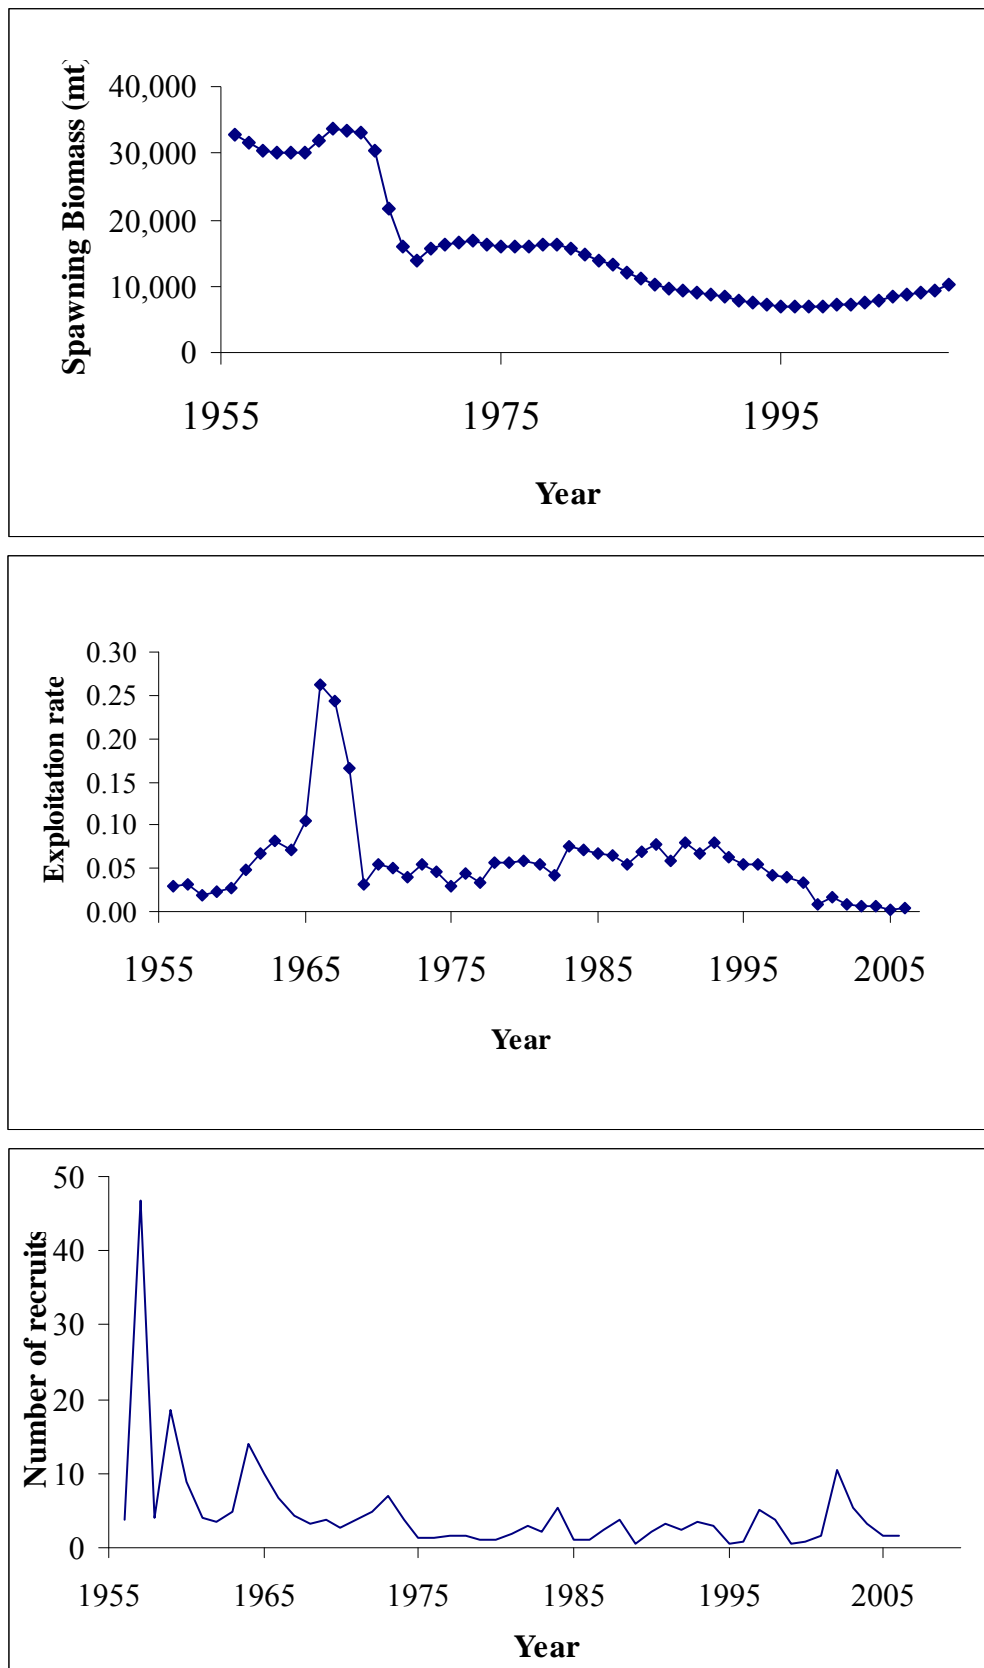 Spawning Biomass (mt)
40,000
30,000
20,000
10,000
0
1955 1975 1995
Year
Exploitation rate
0.30
0.25
0.20
0.15
0.10
0.05
0.00
1955 1965 1975 1985 1995 2005
Year
Number of recruits
50
40
30
20
10
0
1955 1965 1975 1985 1995 2005
Year